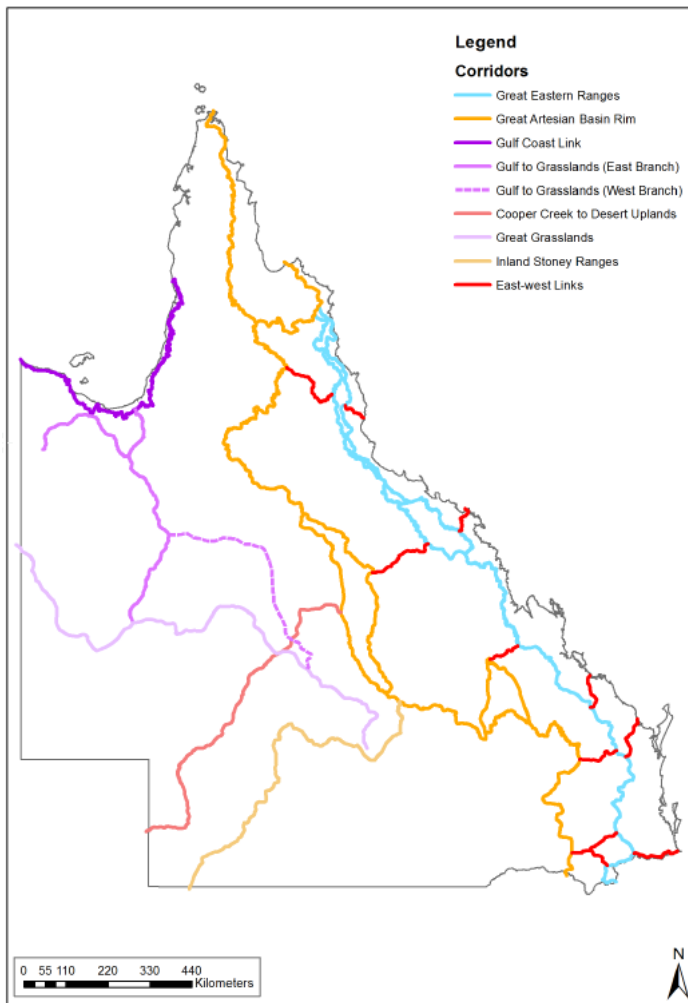 Legend
Corridors
Great Eastern Ranges
Great Artesian Basin Rim
Gulf Coast Link
Gulf to Grasslands (East Branch)
Gulf to Grasslands (West Branch)
Cooper Creek to Desert Uplands
Great Grasslands
Inland Stoney Ranges
East-west Links
N
0 55 110 220 330 440
Kilometers